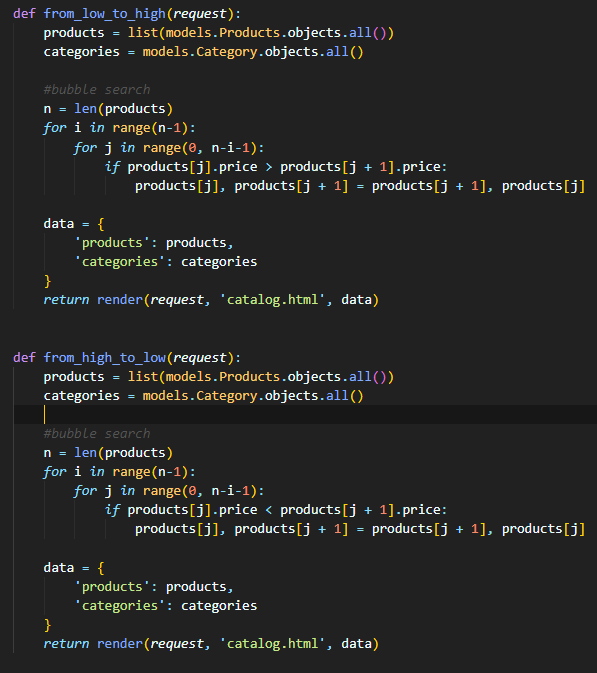 def from_low_to_high(request):
    products = list(models.Products.objects.all())
    categories = models.Category.objects.all()
    #bubble search
    n = len(products)
    for i in range(n-1):
        for j in range(0, n-i-1):
            if products[j].price > products[j + 1].price:
                products[j], products[j + 1] = products[j + 1], products[j]
    data = {
        'products': products,
        'categories': categories
    }
    return render(request, 'catalog.html', data)
def from_high_to_low(request):
    products = list(models.Products.objects.all())
    categories = models.Category.objects.all()
    #bubble search
    n = len(products)
    for i in range(n-1):
        for j in range(0, n-i-1):
            if products[j].price < products[j + 1].price:
                products[j], products[j + 1] = products[j + 1], products[j]
    data = {
        'products': products,
        'categories': categories
    }
    return render(request, 'catalog.html', data)